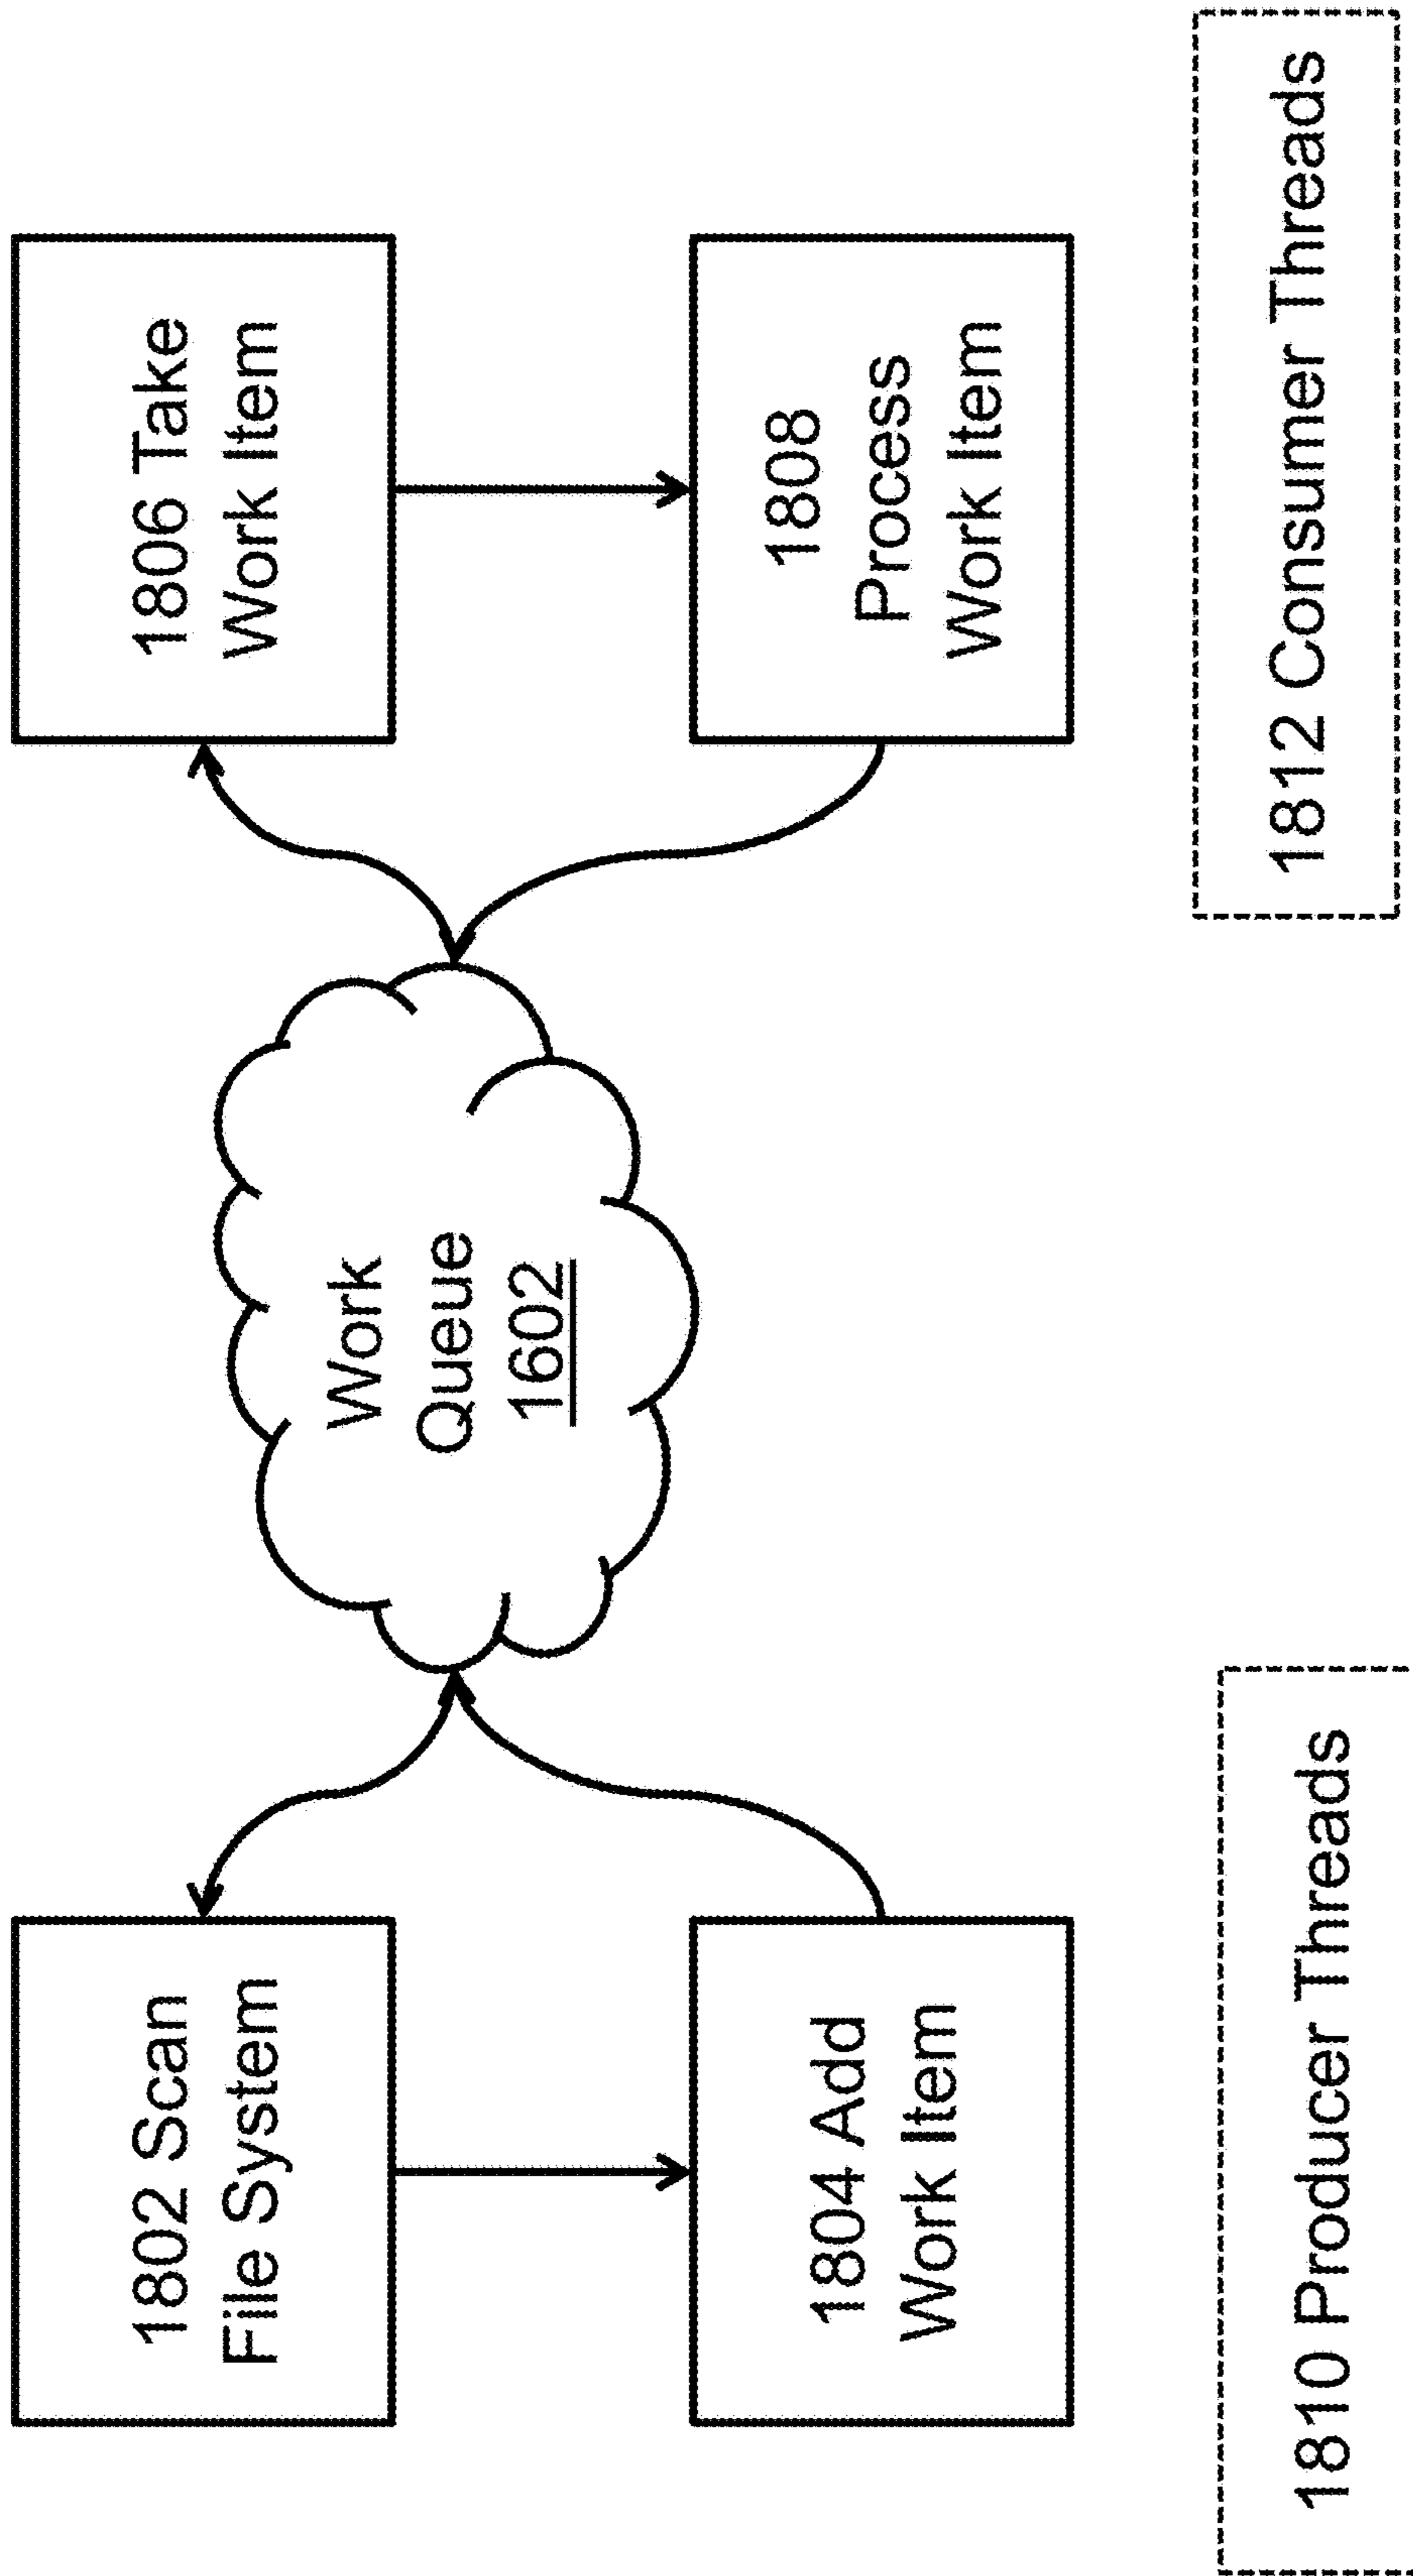 1802 Scan
File System
1804 Add
Work Item
Work
Queue
1602
1806 Take
Work Item
1808
Process
Work Item
1810 Producer Threads
1812 Consumer Threads